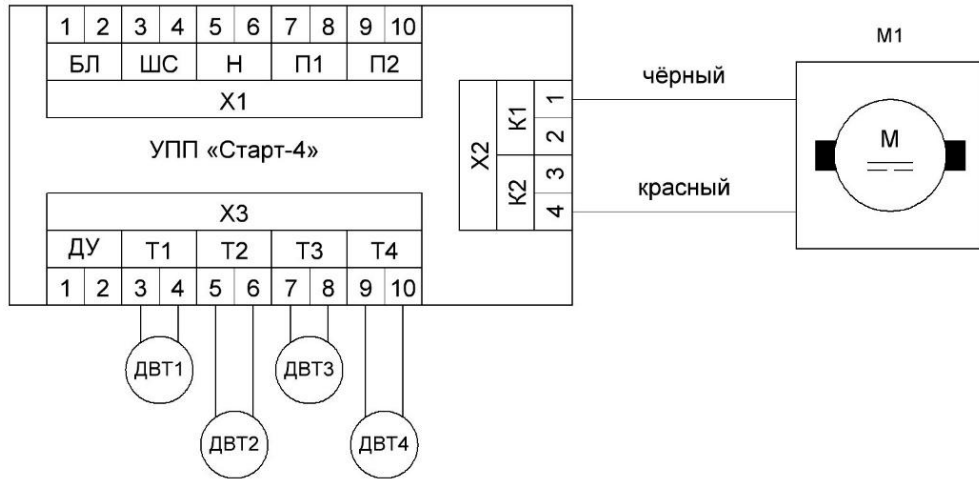 1 2 3 4 5 6 7 8 9 10
БЛ ШС Н П1 П2
X1
УПП «Старт-4»
X2
К1
К2
1
2
3
4
чёрный
красный
М1
М
X3
ДУ Т1 Т2 Т3 Т4
1 2 3 4 5 6 7 8 9 10
ДВТ1
ДВТ3
ДВТ2
ДВТ4